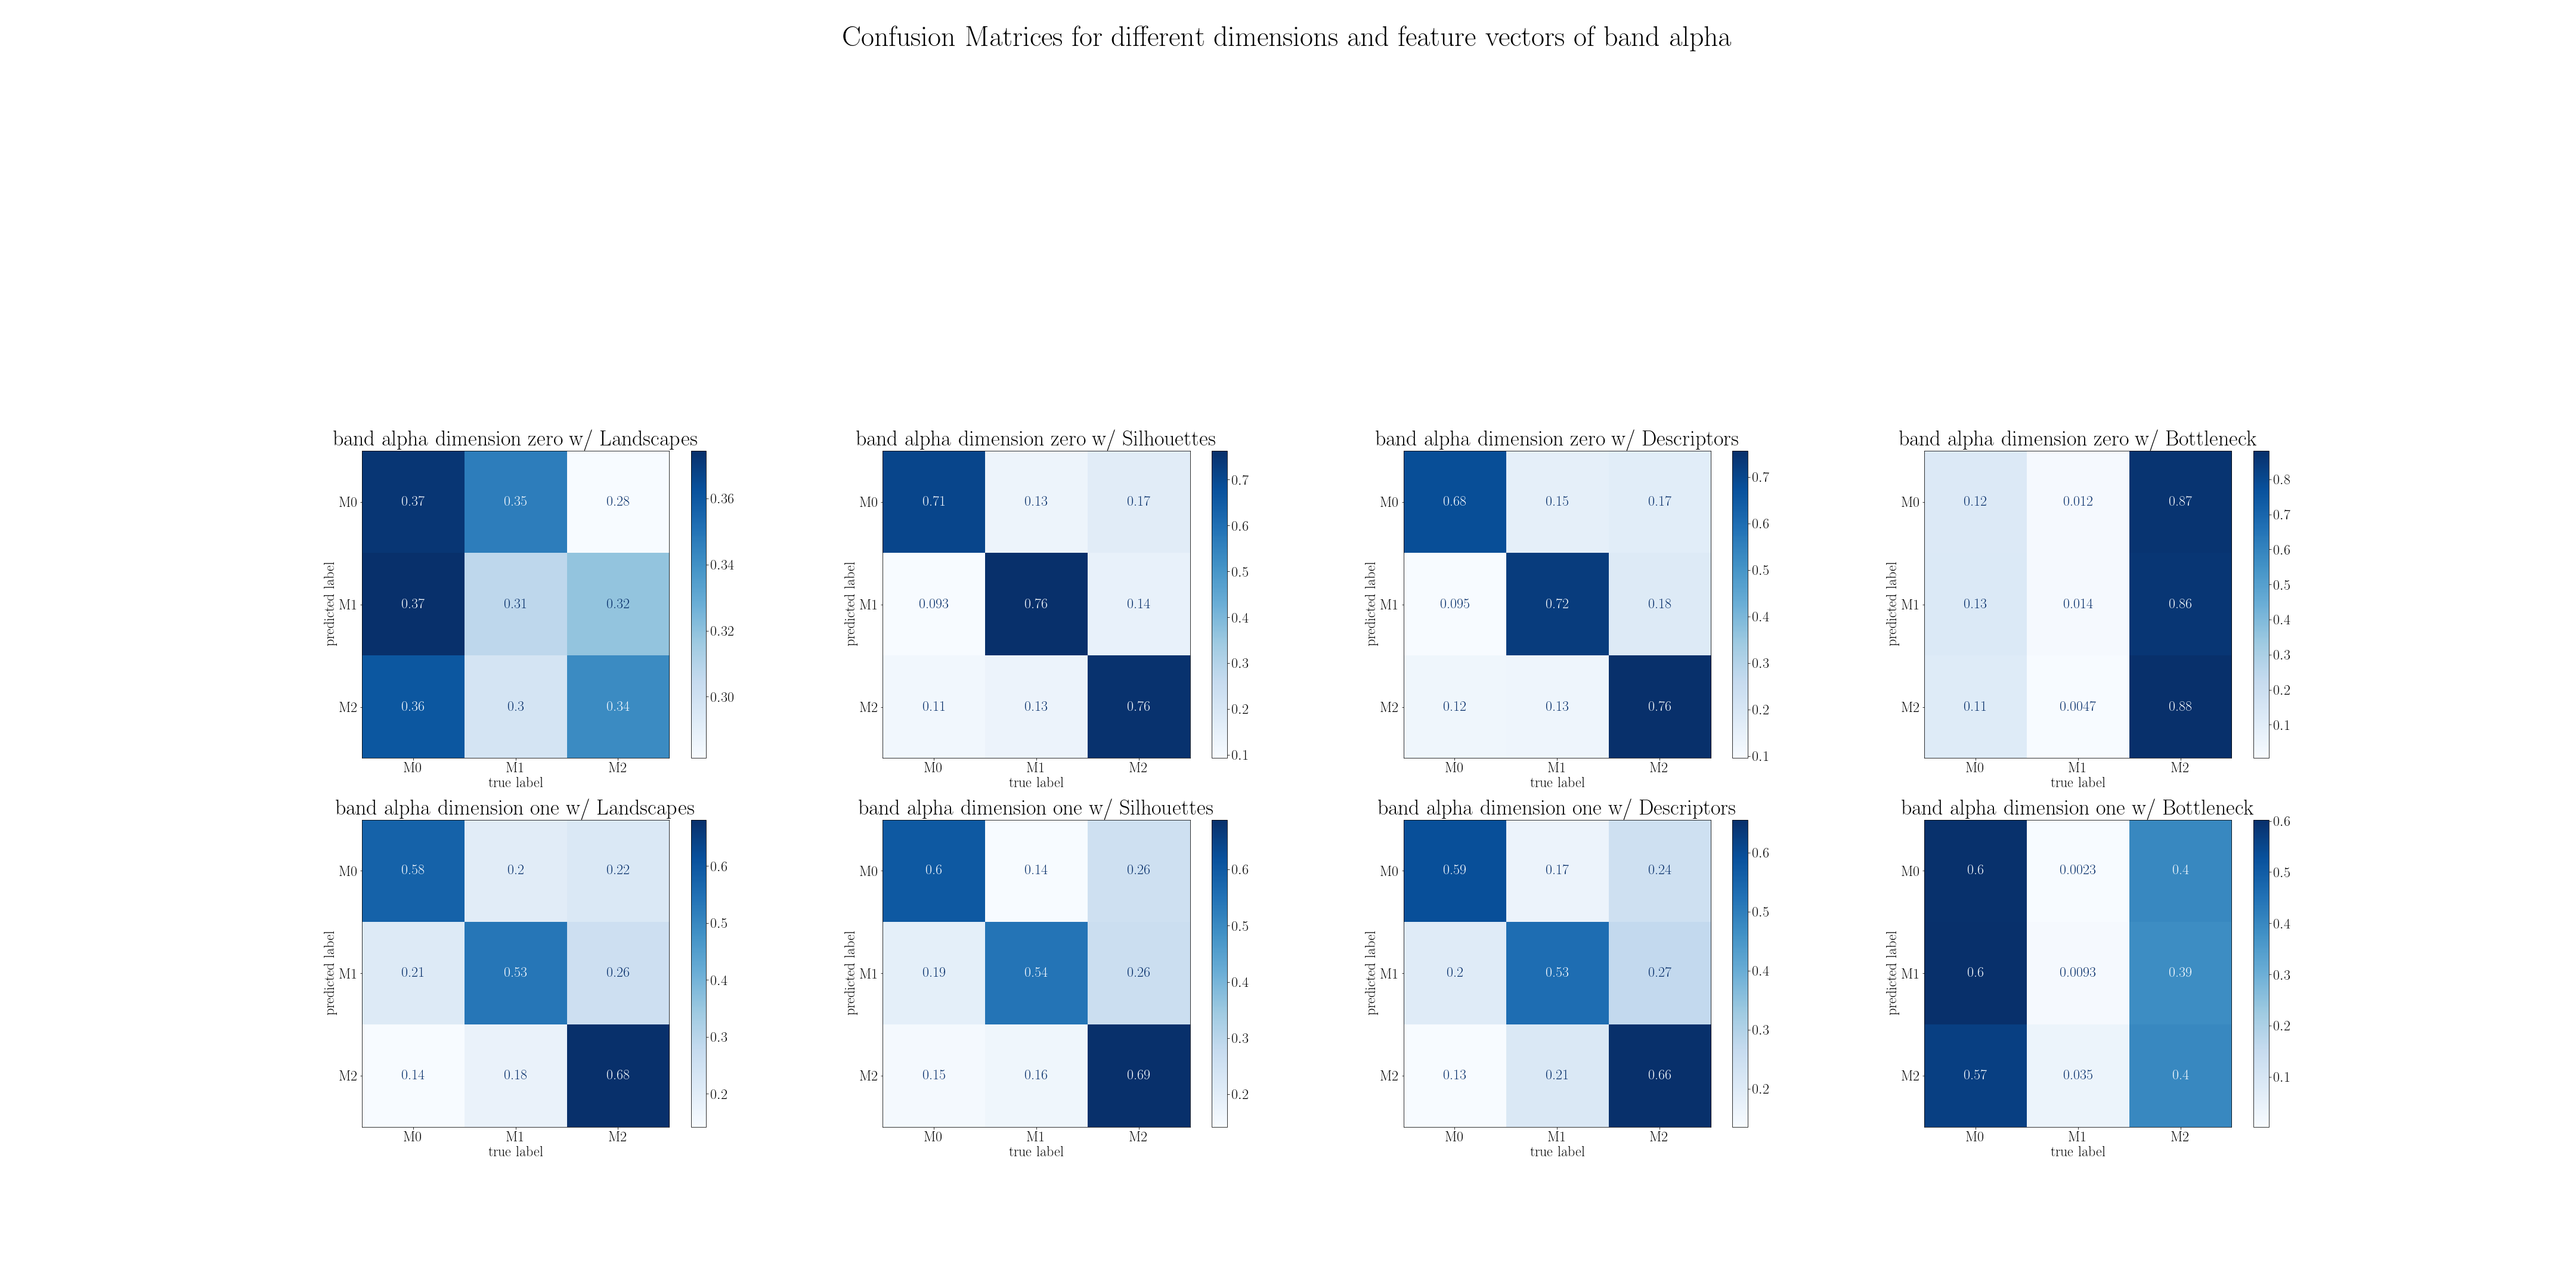 Confusion Matrices for different dimensions and feature vectors of band alpha
band alpha dimension zero w/ Landscapes
predicted label
M0 0.37 0.35 0.28
M1 0.37 0.31 0.32
M2 0.36 0.3 0.34
M0 M1 M2
true label
0.36
0.34
0.32
0.30
band alpha dimension zero w/ Silhouettes
predicted label
M0 0.71 0.13 0.17
M1 0.093 0.76 0.14
M2 0.11 0.13 0.76
M0 M1 M2
true label
0.7
0.6
0.5
0.4
0.3
0.2
0.1
band alpha dimension zero w/ Descriptors
predicted label
M0 0.68 0.15 0.17
M1 0.095 0.72 0.18
M2 0.12 0.13 0.76
M0 M1 M2
true label
0.7
0.6
0.5
0.4
0.3
0.2
0.1
band alpha dimension zero w/ Bottleneck
predicted label
M0 0.12 0.012 0.87
M1 0.13 0.014 0.86
M2 0.11 0.0047 0.88
M0 M1 M2
true label
0.8
0.7
0.6
0.5
0.4
0.3
0.2
0.1
band alpha dimension one w/ Landscapes
predicted label
M0 0.58 0.2 0.22
M1 0.21 0.53 0.26
M2 0.14 0.18 0.68
M0 M1 M2
true label
0.6
0.5
0.4
0.3
0.2
band alpha dimension one w/ Silhouettes
predicted label
M0 0.6 0.14 0.26
M1 0.19 0.54 0.26
M2 0.15 0.16 0.69
M0 M1 M2
true label
0.6
0.5
0.4
0.3
0.2
band alpha dimension one w/ Descriptors
predicted label
M0 0.59 0.17 0.24
M1 0.2 0.53 0.27
M2 0.13 0.21 0.66
M0 M1 M2
true label
0.6
0.5
0.4
0.3
0.2
band alpha dimension one w/ Bottleneck
predicted label
M0 0.6 0.0023 0.4
M1 0.6 0.0093 0.39
M2 0.57 0.035 0.4
M0 M1 M2
true label
0.6
0.5
0.4
0.3
0.2
0.1